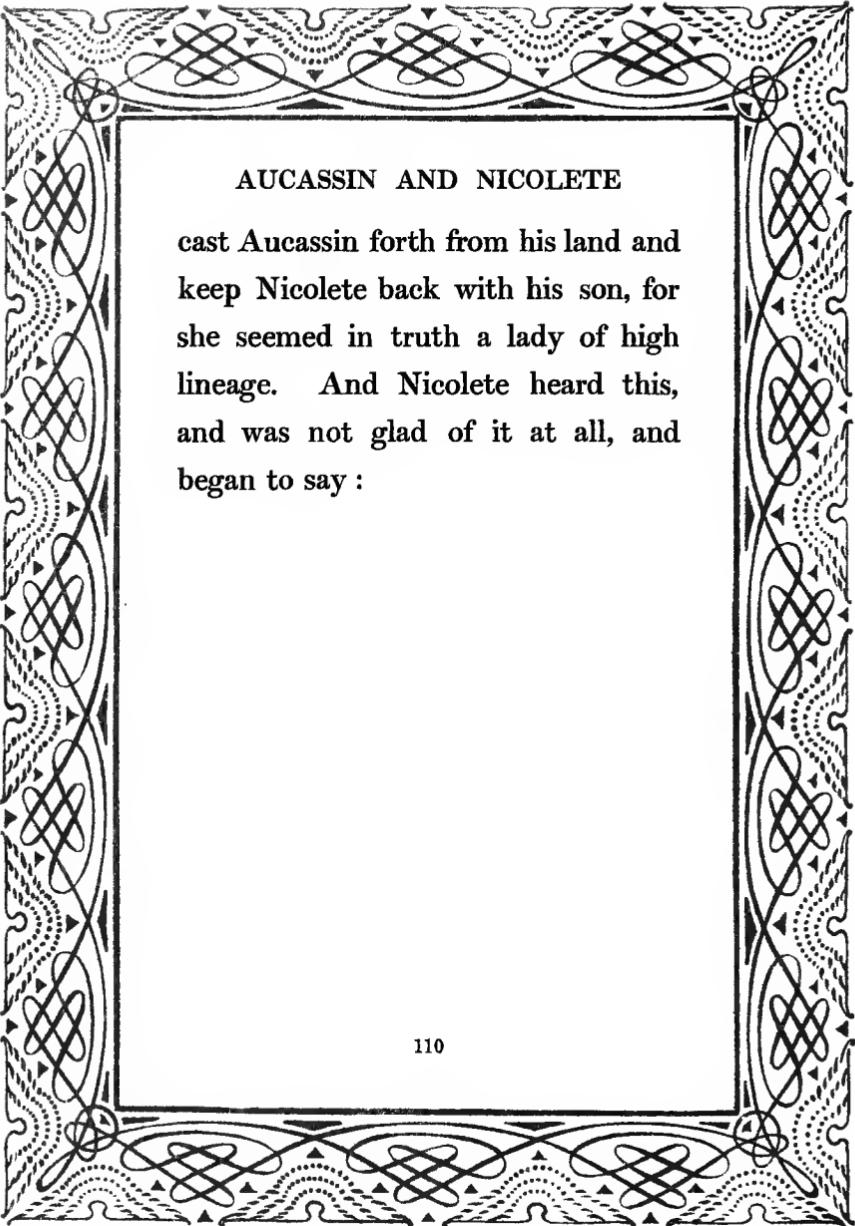 AUCASSIN AND NICOLETE
cast Aucassin forth from his land and
keep Nicolete back with his son, for
she seemed in truth a lady of high
lineage. And Nicolete heard this,
and was not glad of it at all, and
began to say :
110